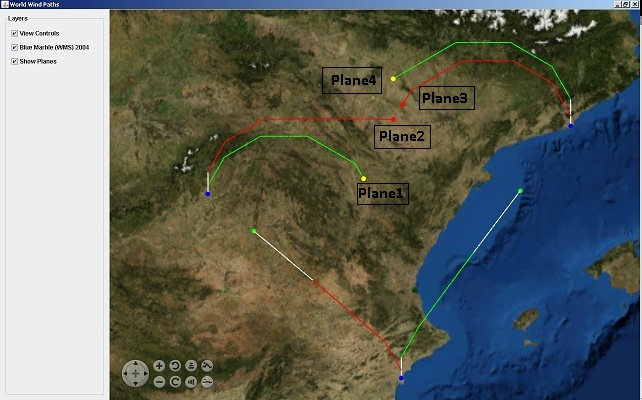 World Wind Paths
Layers
View Controls
Blue Marble (WMS) 2004
Show Planes
Plane4
Plane3
Plane2
Plane1